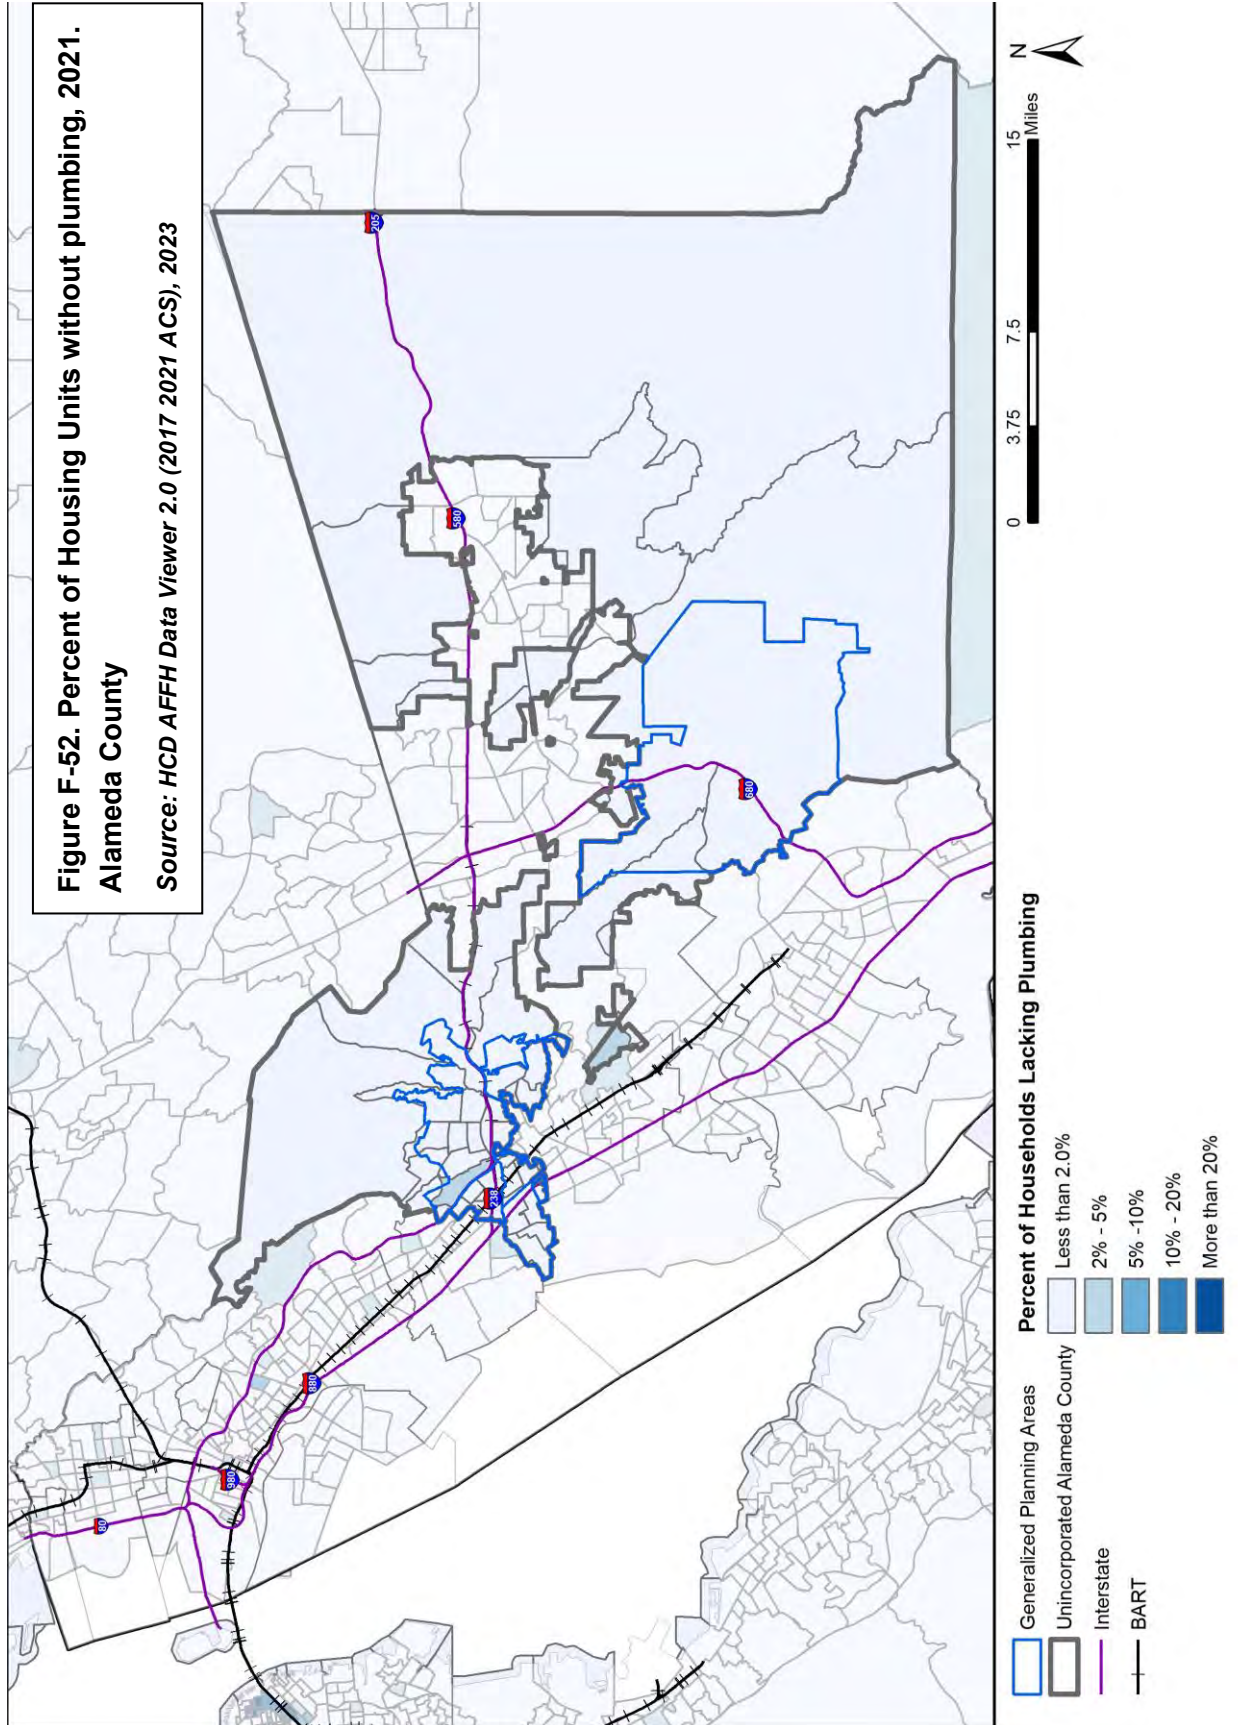 Figure F-52. Percent of Housing Units without plumbing, 2021.
Alameda County
Source: HCD AFFH Data Viewer 2.0 (2017 2021 ACS), 2023
80
980
880
238
580
205
680
N
0 3.75 7.5 15
Miles
Generalized Planning Areas
Unincorporated Alameda County
Interstate
BART
Percent of Households Lacking Plumbing
Less than 2.0%
2% - 5%
5% -10%
10% - 20%
More than 20%